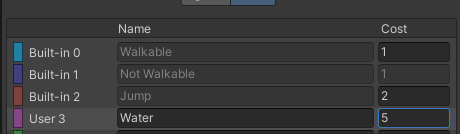 Name Cost
Built-in 0 Walkable 1
Built-in 1 Not Walkable 1
Built-in 2 Jump 2
User 3 Water 5